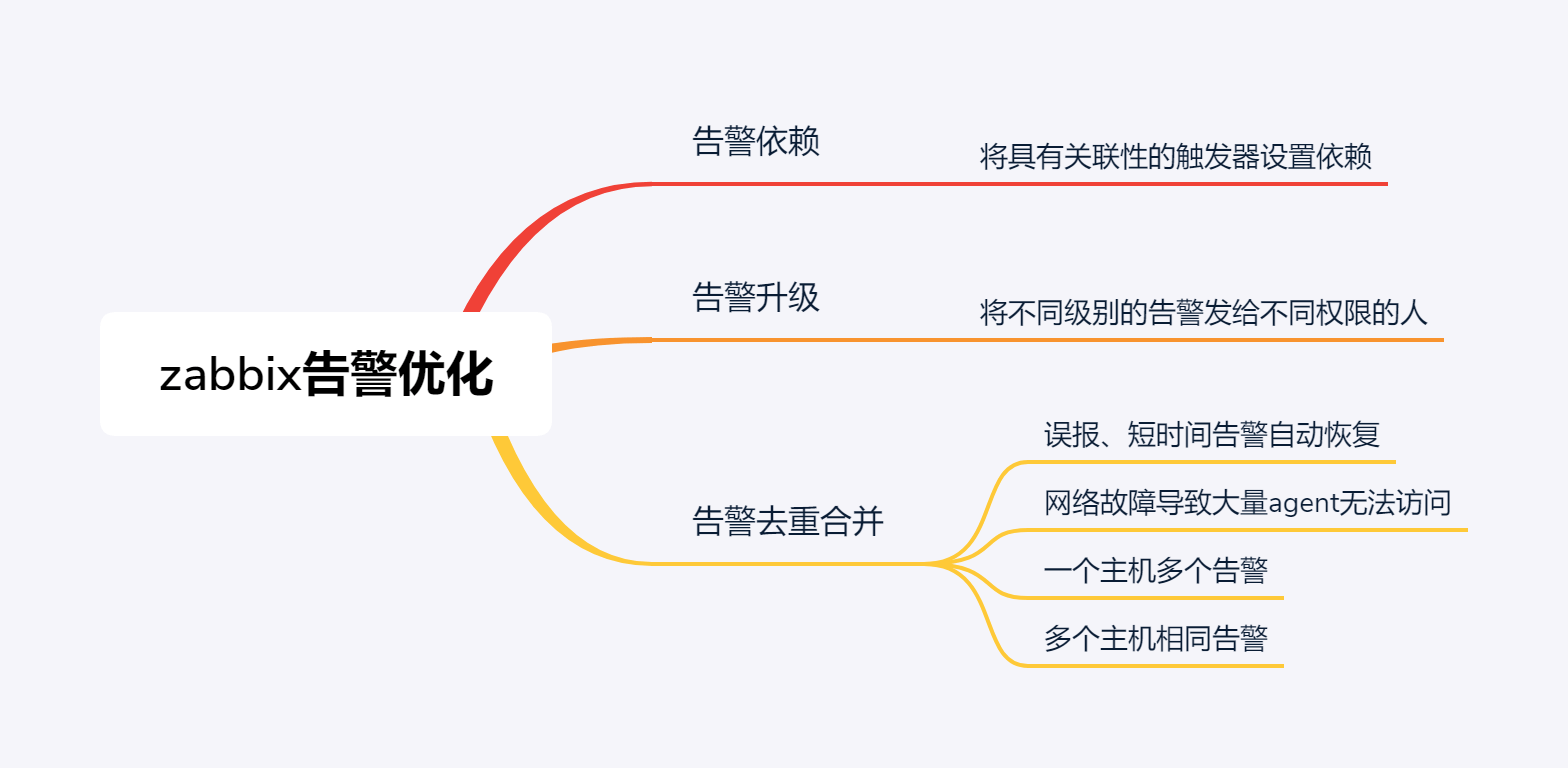 zabbix告警优化
告警依赖
将具有关联性的触发器设置依赖
告警升级
将不同级别的告警发给不同权限的人
告警去重合并
误报、短时间告警自动恢复
网络故障导致大量agent无法访问
一个主机多个告警
多个主机相同告警